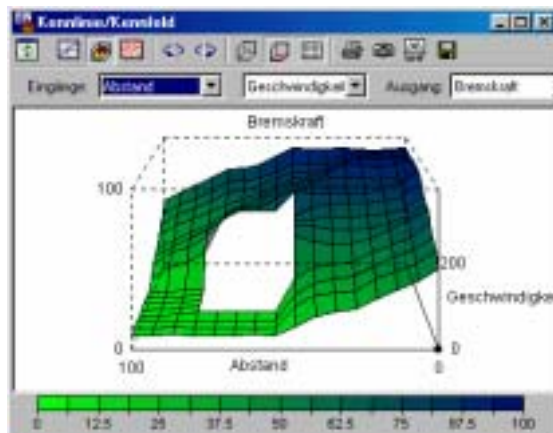 Kennlinie/Kennfeld
Eingänge: Abstand Geschwindigkeit Ausgang: Bremskraft
Bremskraft
100
200
Geschwindigke
0 0
100 Abstand 0
0 12.5 25 37.5 50 62.5 75 87.5 100